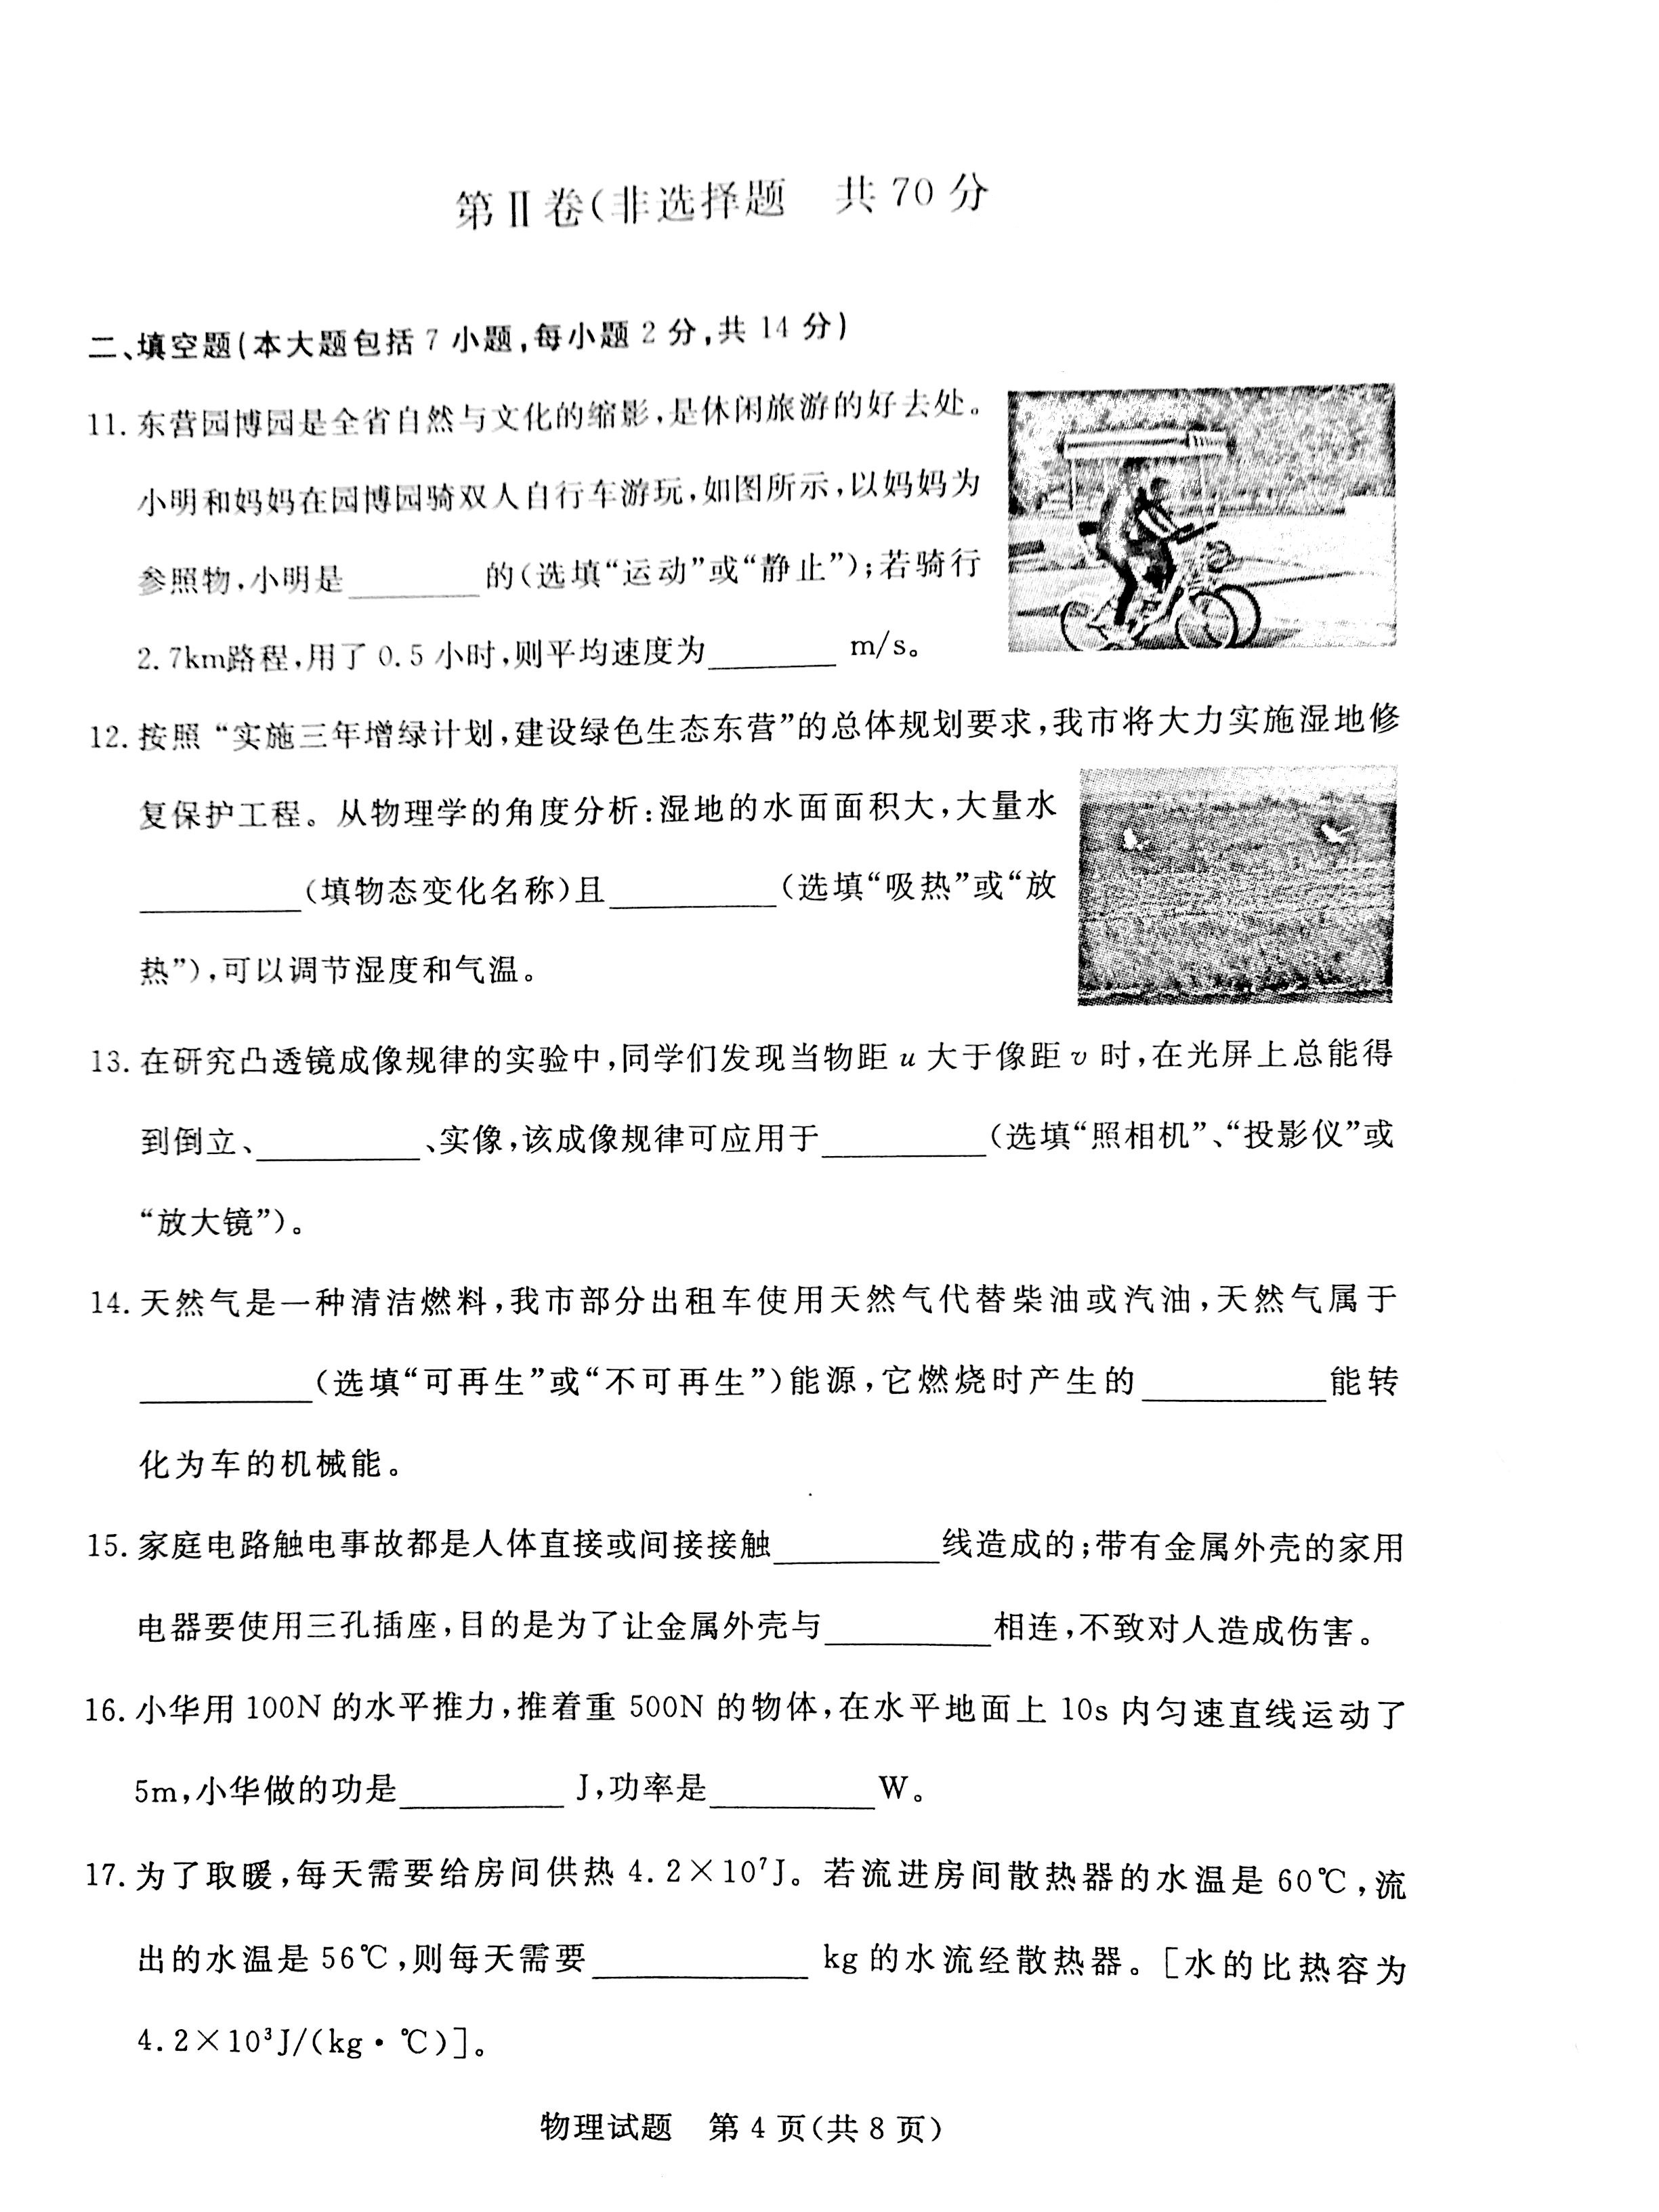 第Ⅱ卷(非选择题 共70分
二、填空题(本大题包括7小题,每小题2分,共14分)
11. 东营园博园是全省自然与文化的缩影,是休闲旅游的好去处。
小明和妈妈在园博园骑双人自行车游玩,如图所示,以妈妈为
参照物,小明是________的(选填“运动”或“静止”);若骑行
2.7km路程,用了0.5小时,则平均速度为________ m/s。
12. 按照“实施三年增绿计划,建设绿色生态东营”的总体规划要求,我市将大力实施湿地修
复保护工程。从物理学的角度分析:湿地的水面面积大,大量水
__________(填物态变化名称)且__________(选填“吸热”或“放
热”),可以调节湿度和气温。
13. 在研究凸透镜成像规律的实验中,同学们发现当物距u大于像距v时,在光屏上总能得
到倒立、__________、实像,该成像规律可应用于__________(选填“照相机”、“投影仪”或
“放大镜”)。
14. 天然气是一种清洁燃料,我市部分出租车使用天然气代替柴油或汽油,天然气属于
__________(选填“可再生”或“不可再生”)能源,它燃烧时产生的__________能转
化为车的机械能。
15. 家庭电路触电事故都是人体直接或间接接触__________线造成的;带有金属外壳的家用
电器要使用三孔插座,目的是为了让金属外壳与__________相连,不致对人造成伤害。
16. 小华用100N的水平推力,推着重500N的物体,在水平地面上10s内匀速直线运动了
5m,小华做的功是__________ J,功率是__________W。
17. 为了取暖,每天需要给房间供热4.2×10⁷J。若流进房间散热器的水温是60℃,流
出的水温是56℃,则每天需要____________ kg的水流经散热器。[水的比热容为
4.2×10³J/(kg·℃)]。
物理试题 第4页(共8页)